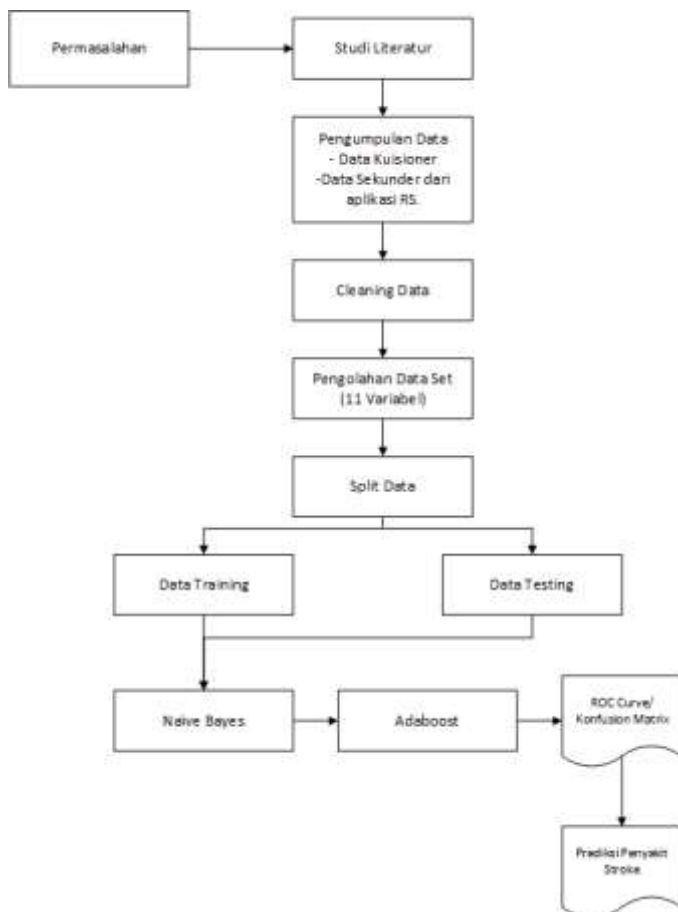 Permasalahan
Studi Literatur
Pengumpulan Data
- Data Kuisioner
-Data Sekunder dari
aplikasi RS.
Cleaning Data
Pengolahan Data Set
(11 Variabel)
Split Data
Data Training
Data Testing
Naive Bayes
Adaboost
ROC Curve/
Konfusion Matrix
Prediksi Penyakit
Stroke